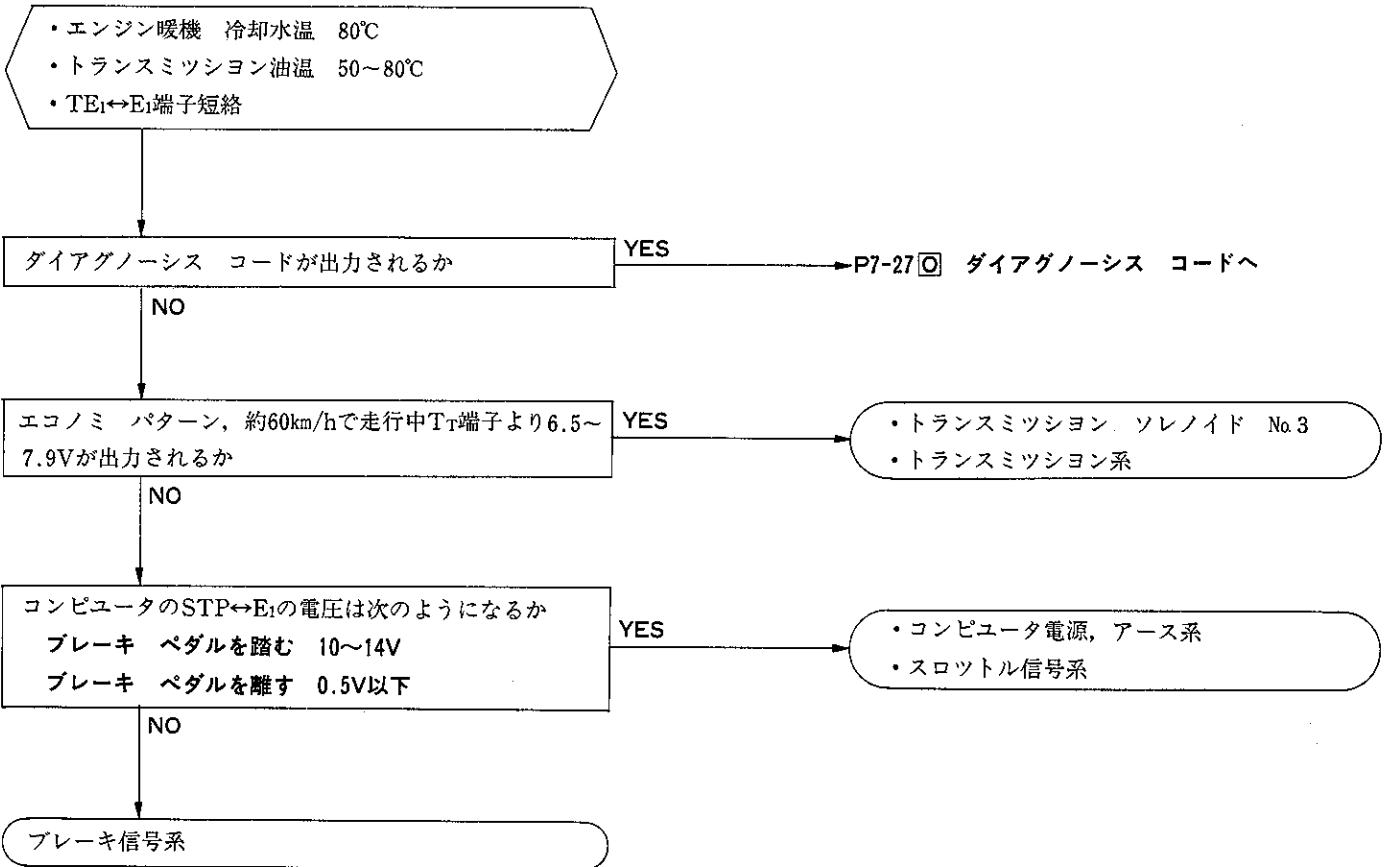 ・エンジン暖機 冷却水温 80℃
・トランスミツシヨン油温 50～80℃
・TE₁↔E₁端子短絡
ダイアグノーシス コードが出力されるか
YES
P7-27 O ダイアグノーシス コードへ
NO
エコノミ パターン，約60km/hで走行中TT端子より6.5～
7.9Vが出力されるか
YES
・トランスミツシヨン ソレノイド No.3
・トランスミツシヨン系
NO
コンピユータのSTP↔E₁の電圧は次のようになるか
ブレーキ ペダルを踏む 10～14V
ブレーキ ペダルを離す 0.5V以下
YES
・コンピユータ電源，アース系
・スロツトル信号系
NO
ブレーキ信号系